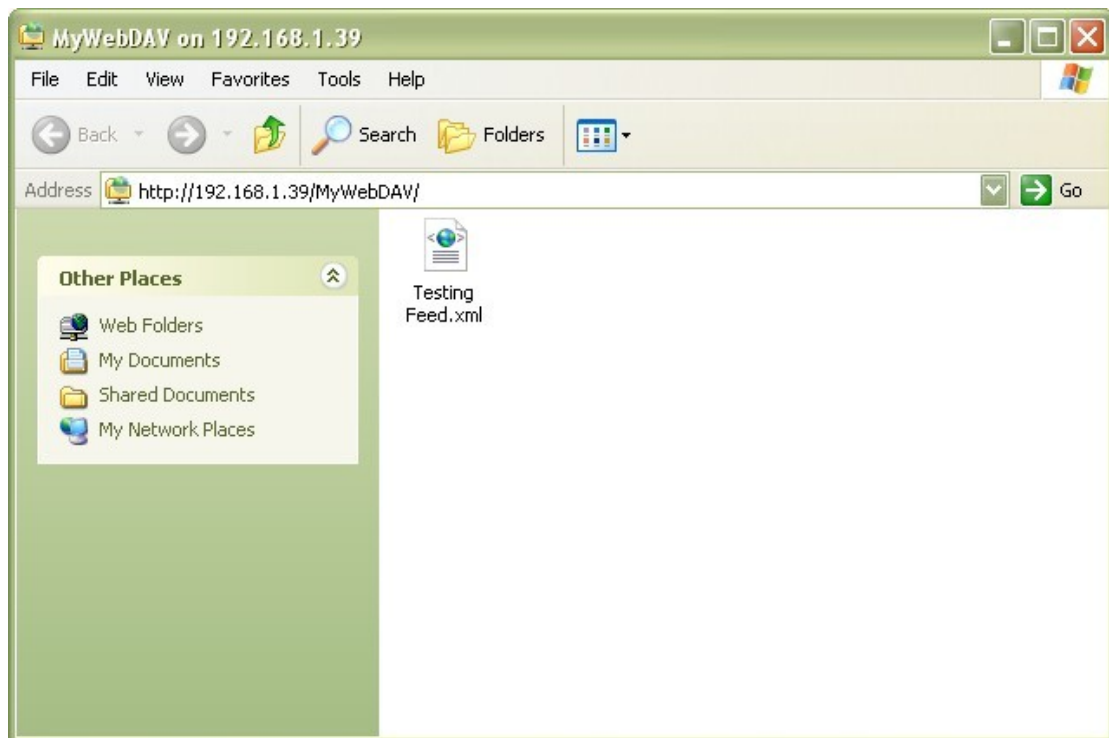 MyWebDAV on 192.168.1.39
File Edit View Favorites Tools Help
Back Search Folders
Address http://192.168.1.39/MyWebDAV/ Go
Other Places
Web Folders
My Documents
Shared Documents
My Network Places
Testing
Feed.xml